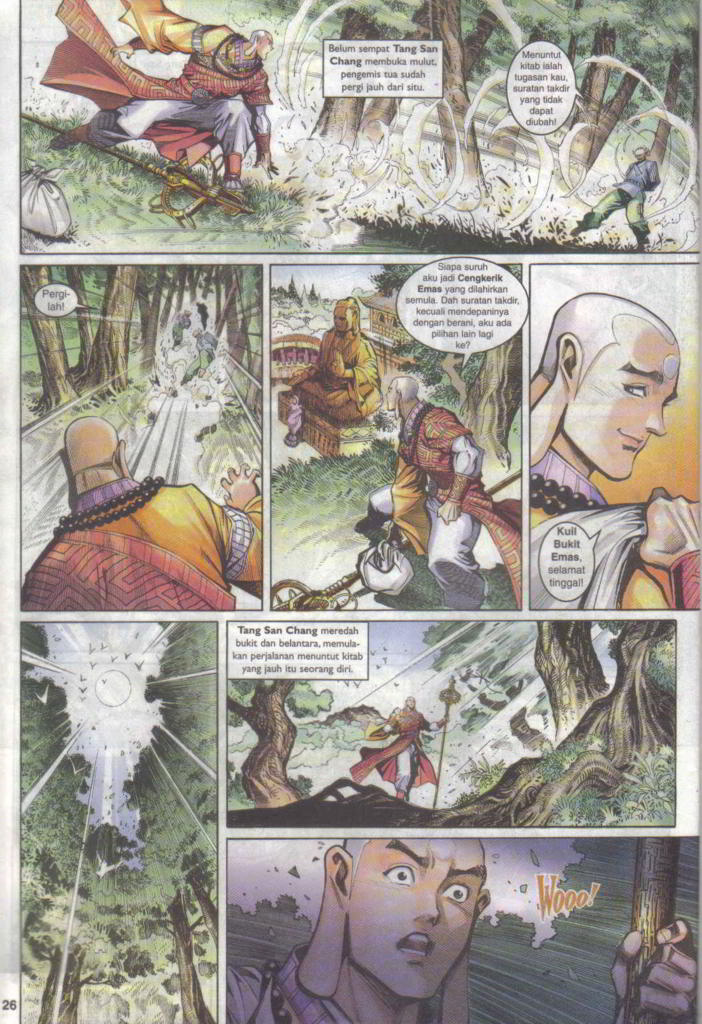 Belum sempat Tang San
Chang membuka mulut,
pengemis tua sudah
pergi jauh dari situ.
Menuntut
kitab ialah
tugasan kau,
suratan takdir
yang tidak
dapat
diubah!
Pergi-
lah!
Siapa suruh
aku jadi Cengkerik
Emas yang dilahirkan
semula. Dah suratan takdir,
kecuali mendepaninya
dengan berani, aku ada
pilihan lain lagi
ke?
Kuil
Bukit
Emas,
selamat
tinggal!
Tang San Chang meredah
bukit dan belantara, memula-
kan perjalanan menuntut kitab
yang jauh itu seorang diri.
Wooo!
26